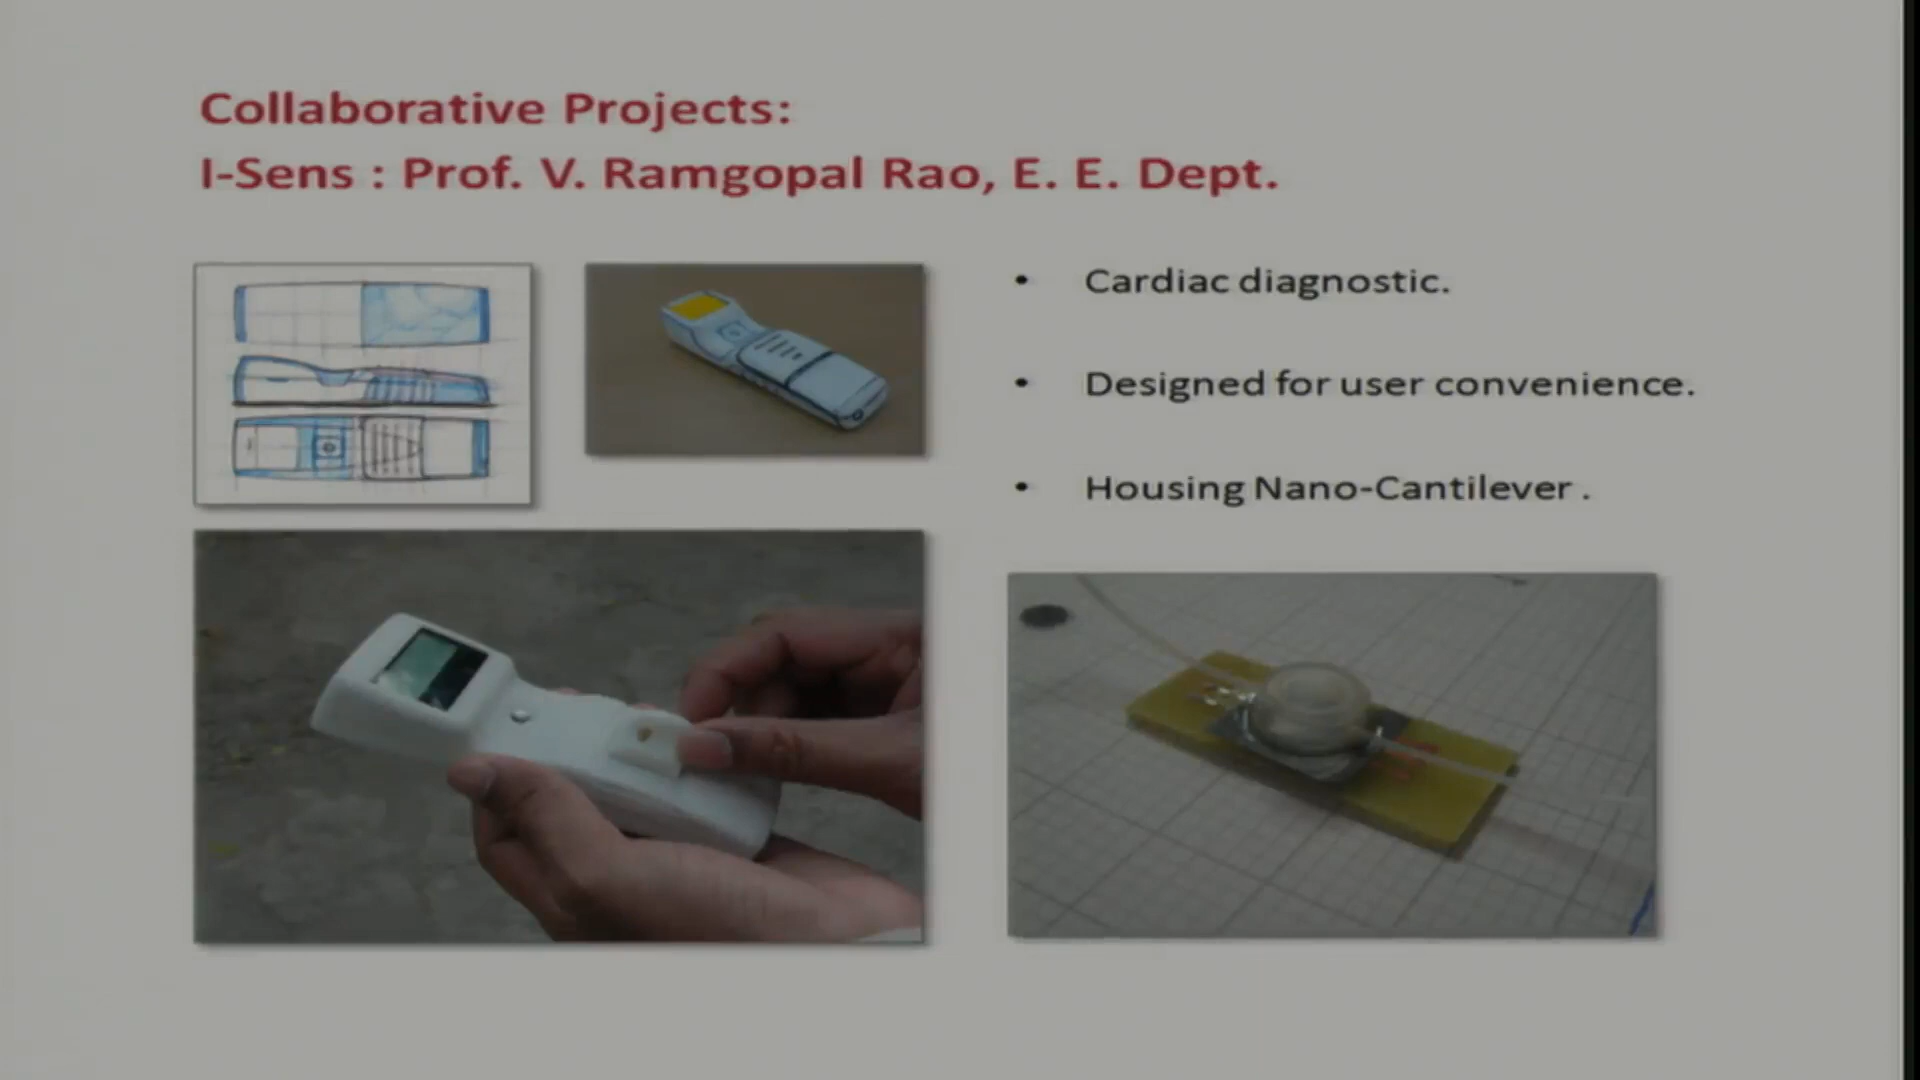 Collaborative Projects:
I-Sens : Prof. V. Ramgopal Rao, E. E. Dept.
• Cardiac diagnostic.
• Designed for user convenience.
• Housing Nano-Cantilever .